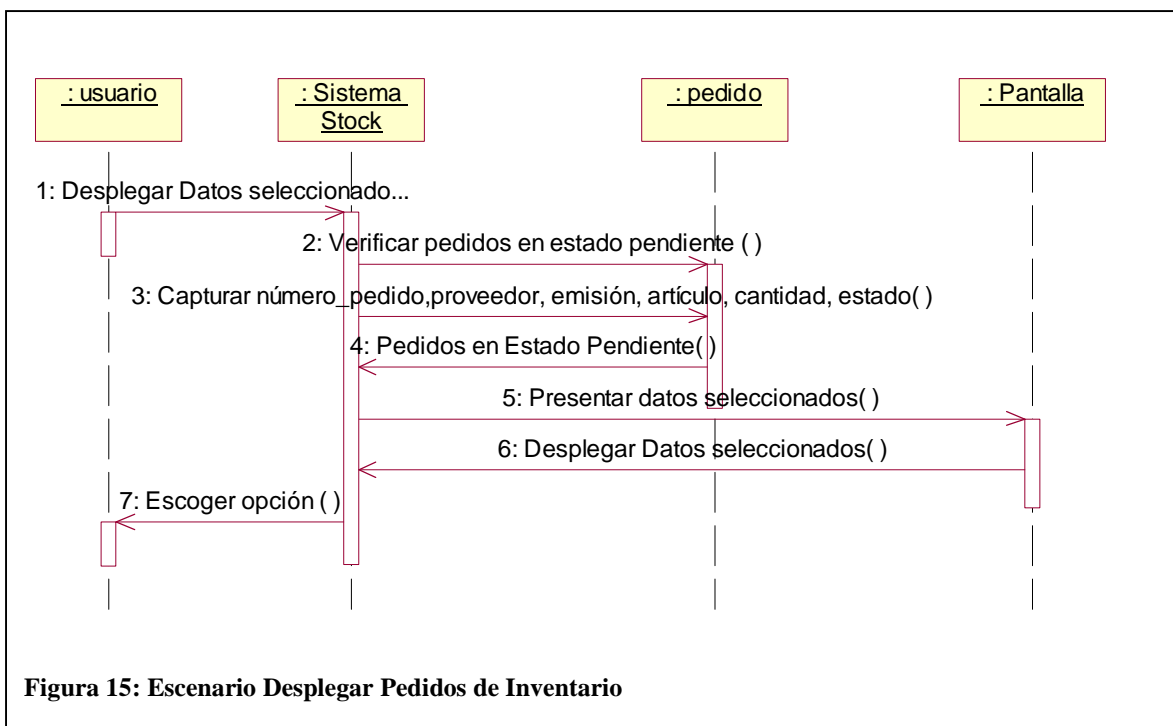 : usuario
: Sistema
Stock
: pedido
: Pantalla
1: Desplegar Datos seleccionado...
2: Verificar pedidos en estado pendiente ( )
3: Capturar número_pedido,proveedor, emisión, artículo, cantidad, estado( )
4: Pedidos en Estado Pendiente( )
5: Presentar datos seleccionados( )
6: Desplegar Datos seleccionados( )
7: Escoger opción ( )
Figura 15: Escenario Desplegar Pedidos de Inventario